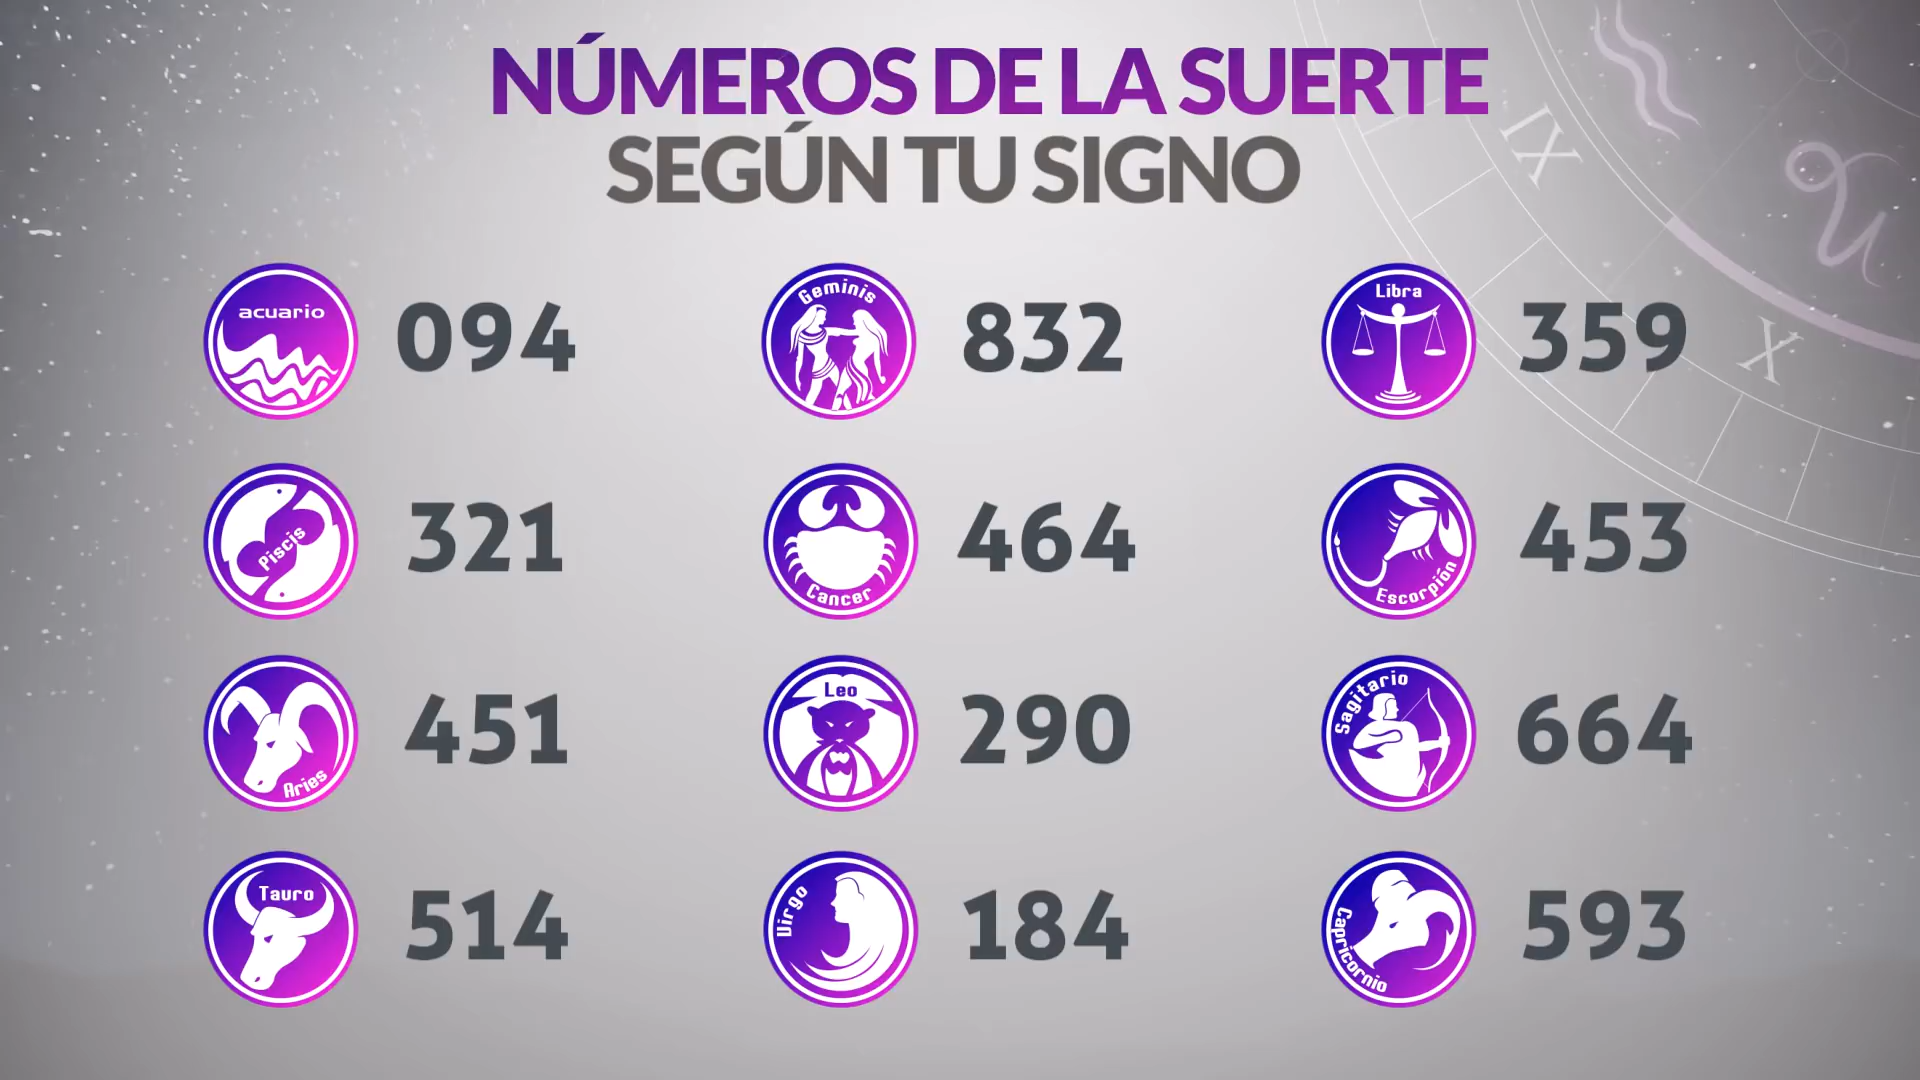 NÚMEROS DE LA SUERTE
SEGÚN TU SIGNO
acuario 094
Geminis 832
Libra 359
Piscis 321
Cancer 464
Escorpión 453
Aries 451
Leo 290
Sagitario 664
Tauro 514
Virgo 184
Capricornio 593
IX
X